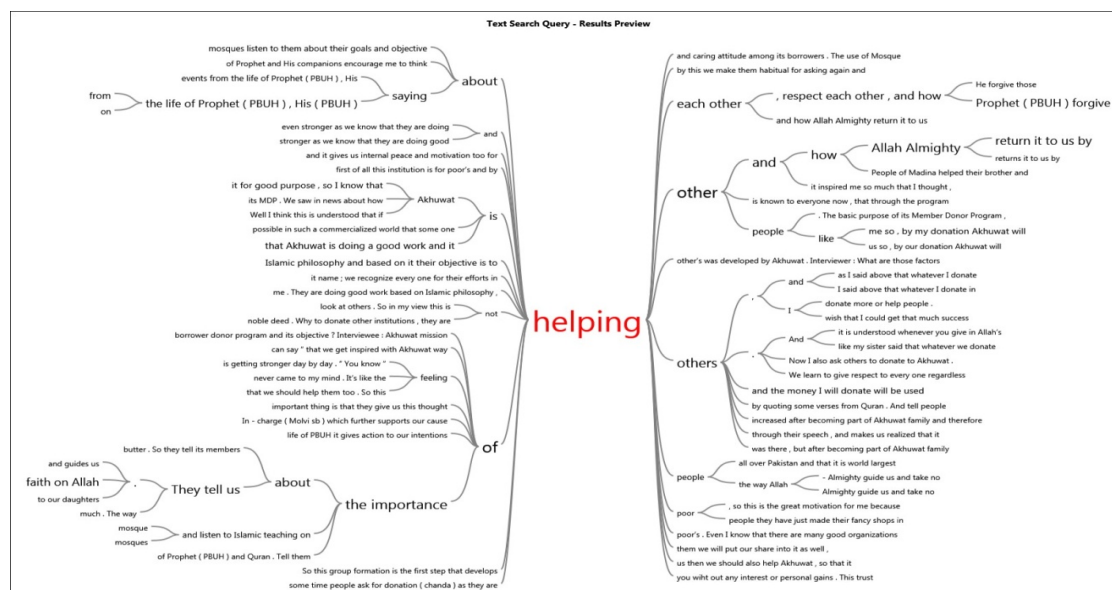 Text Search Query - Results Preview
mosques listen to them about their goals and objective
of Prophet and His companions encourage me to think
events from the life of Prophet ( PBUH ) , His
from
on
the life of Prophet ( PBUH ) , His ( PBUH )
saying
about
even stronger as we know that they are doing
stronger as we know that they are doing good
and
and it gives us internal peace and motivation too for
first of all this institution is for poor's and by
it for good purpose , so I know that
its MDP . We saw in news about how
Well I think this is understood that if
Akhuwat
possible in such a commercialized world that some one
that Akhuwat is doing a good work and it
is
Islamic philosophy and based on it their objective is to
it name ; we recognize every one for their efforts in
me . They are doing good work based on Islamic philosophy ,
look at others . So in my view this is
noble deed . Why to donate other institutions , they are
not
borrower donor program and its objective ? Interviewee : Akhuwat mission
can say " that we get inspired with Akhuwat way
is getting stronger day by day . " You know "
never came to my mind . It's like the
that we should help them too . So this
feeling
important thing is that they give us this thought
In - charge ( Molvi sb ) which further supports our cause
life of PBUH it gives action to our intentions
of
butter . So they tell its members
and guides us
faith on Allah
to our daughters
.
much . The way
They tell us
about
mosque
mosques
and listen to Islamic teaching on
of Prophet ( PBUH ) and Quran . Tell them
the importance
So this group formation is the first step that develops
some time people ask for donation ( chanda ) as they are
helping
and caring attitude among its borrowers . The use of Mosque
by this we make them habitual for asking again and
each other
, respect each other , and how
He forgive those
Prophet ( PBUH ) forgive
and how Allah Almighty return it to us
other
and
how
Allah Almighty
return it to us by
returns it to us by
People of Madina helped their brother and
it inspired me so much that I thought ,
is known to everyone now , that through the program
people
. The basic purpose of its Member Donor Program ,
like
me so , by my donation Akhuwat will
us so , by our donation Akhuwat will
other's was developed by Akhuwat . Interviewer : What are those factors
others
,
and
as I said above that whatever I donate
I said above that whatever I donate in
I
donate more or help people .
wish that I could get that much success
.
And
it is understood whenever you give in Allah's
like my sister said that whatever we donate
Now I also ask others to donate to Akhuwat .
We learn to give respect to every one regardless
and the money I will donate will be used
by quoting some verses from Quran . And tell people
increased after becoming part of Akhuwat family and therefore
through their speech , and makes us realized that it
was there , but after becoming part of Akhuwat family
people
all over Pakistan and that it is world largest
the way Allah
- Almighty guide us and take no
Almighty guide us and take no
poor
, so this is the great motivation for me because
people they have just made their fancy shops in
poor's . Even I know that there are many good organizations
them we will put our share into it as well ,
us then we should also help Akhuwat , so that it
you wiht out any interest or personal gains . This trust